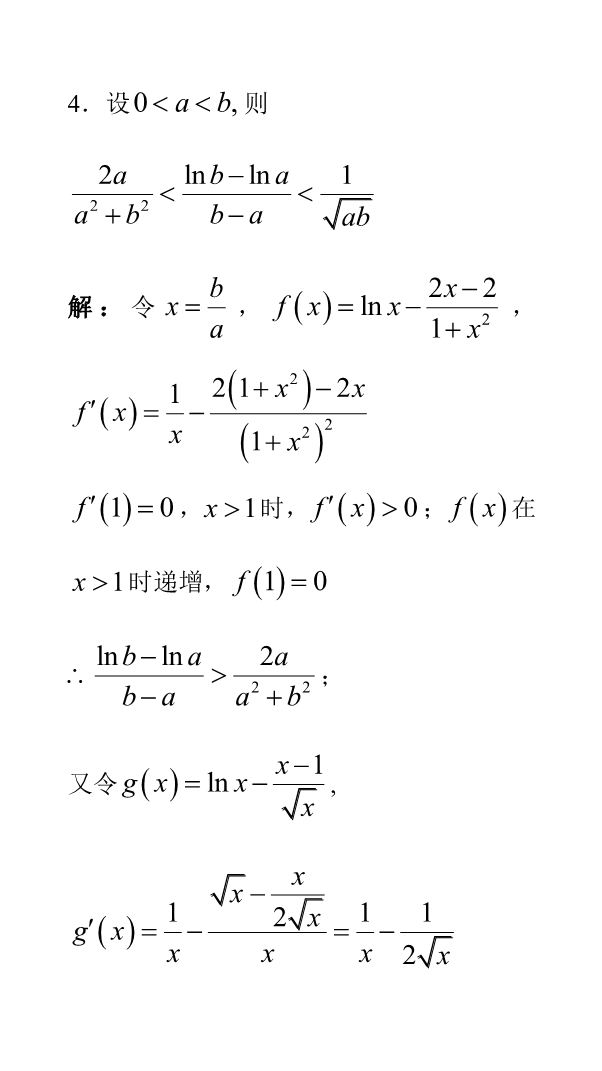 4．设0 < a < b, 则
\frac{2a}{a^2+b^2} < \frac{\ln b - \ln a}{b-a} < \frac{1}{\sqrt{ab}}
解： 令 x = \frac{b}{a} ， f(x) = \ln x - \frac{2x-2}{1+x^2} ，
f'(x) = \frac{1}{x} - \frac{2(1+x^2)-2x}{(1+x^2)^2}
f'(1) = 0 ，x > 1时，f'(x) > 0；f(x)在
x > 1时递增， f(1) = 0
∴ \frac{\ln b - \ln a}{b-a} > \frac{2a}{a^2+b^2}；
又令g(x) = \ln x - \frac{x-1}{\sqrt{x}},
g'(x) = \frac{1}{x} - \frac{\sqrt{x} - \frac{x}{2\sqrt{x}}}{x} = \frac{1}{x} - \frac{1}{2\sqrt{x}}